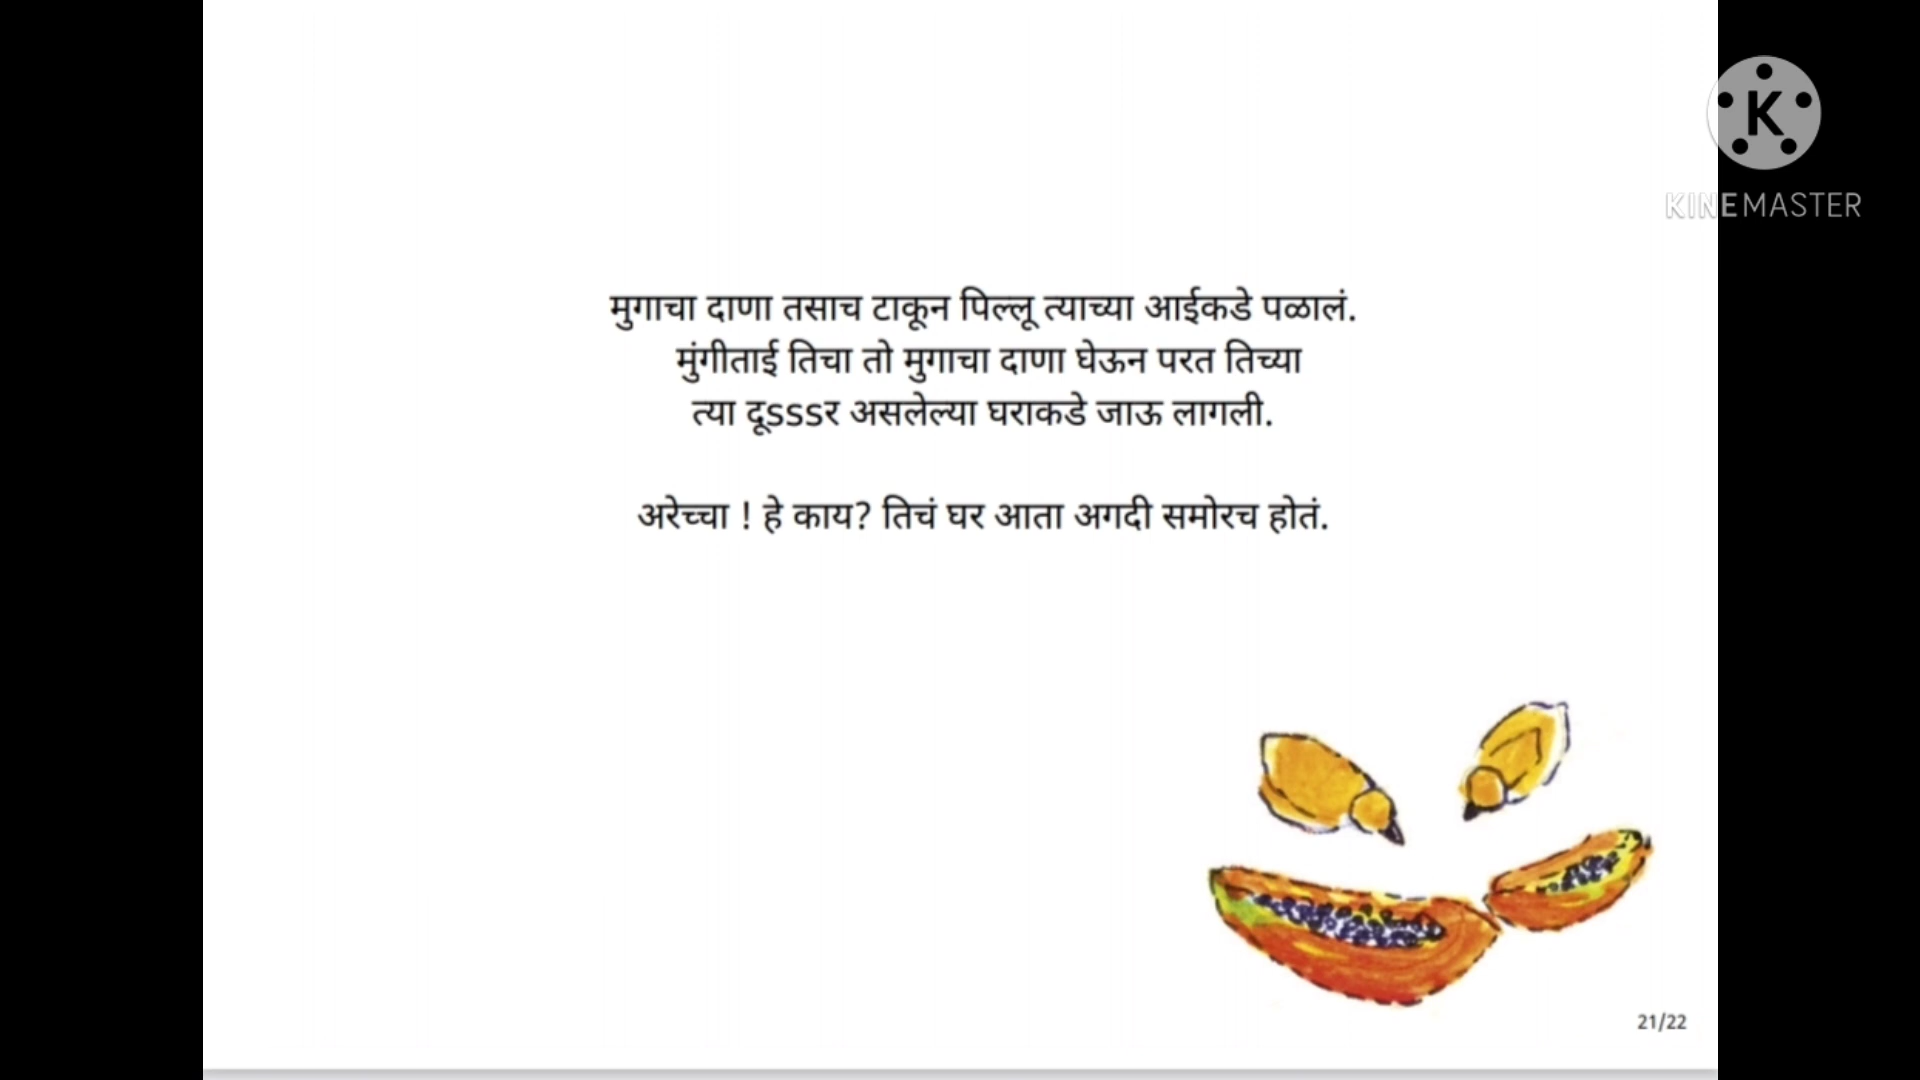 मुगाचा दाणा तसाच टाकून पिल्लू त्याच्या आईकडे पळालं.
मुंगीताई तिचा तो मुगाचा दाणा घेऊन परत तिच्या
त्या दूsssर असलेल्या घराकडे जाऊ लागली.
अरेच्चा ! हे काय? तिचं घर आता अगदी समोरच होतं.
K
KINEMASTER
21/22